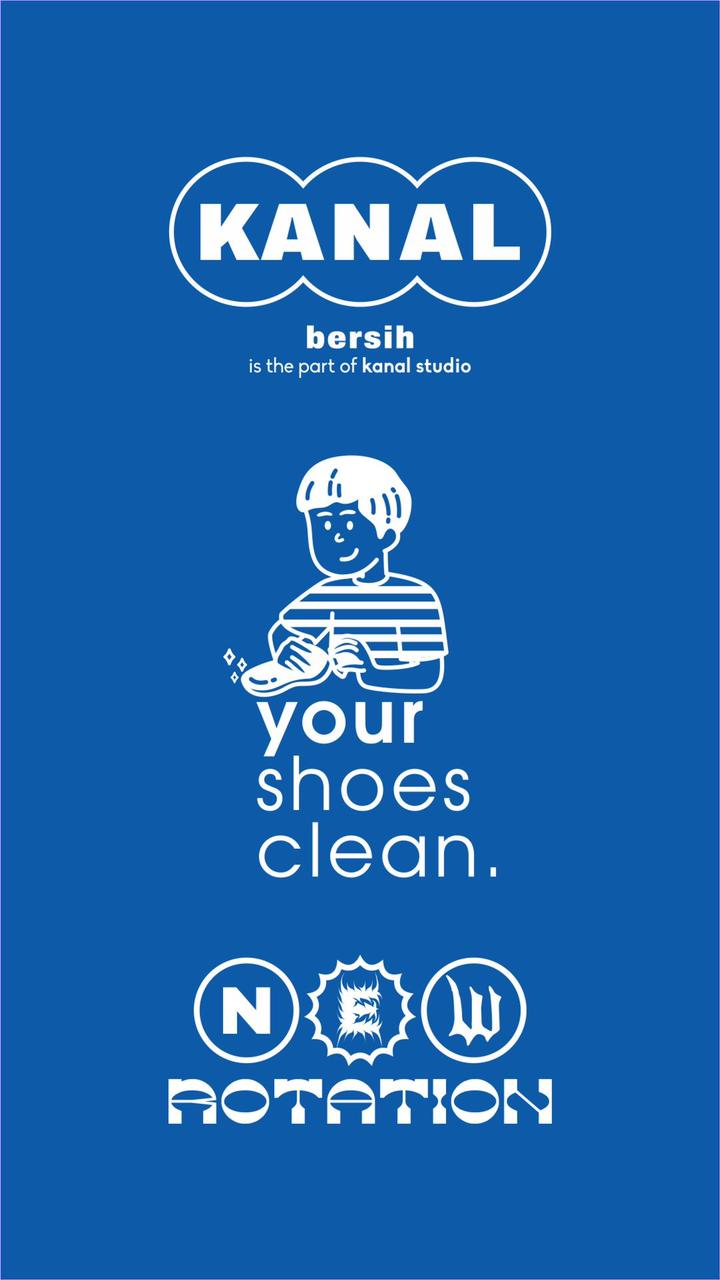 KANAL
bersih
is the part of kanal studio
your
shoes
clean.
NEW
ROTATION